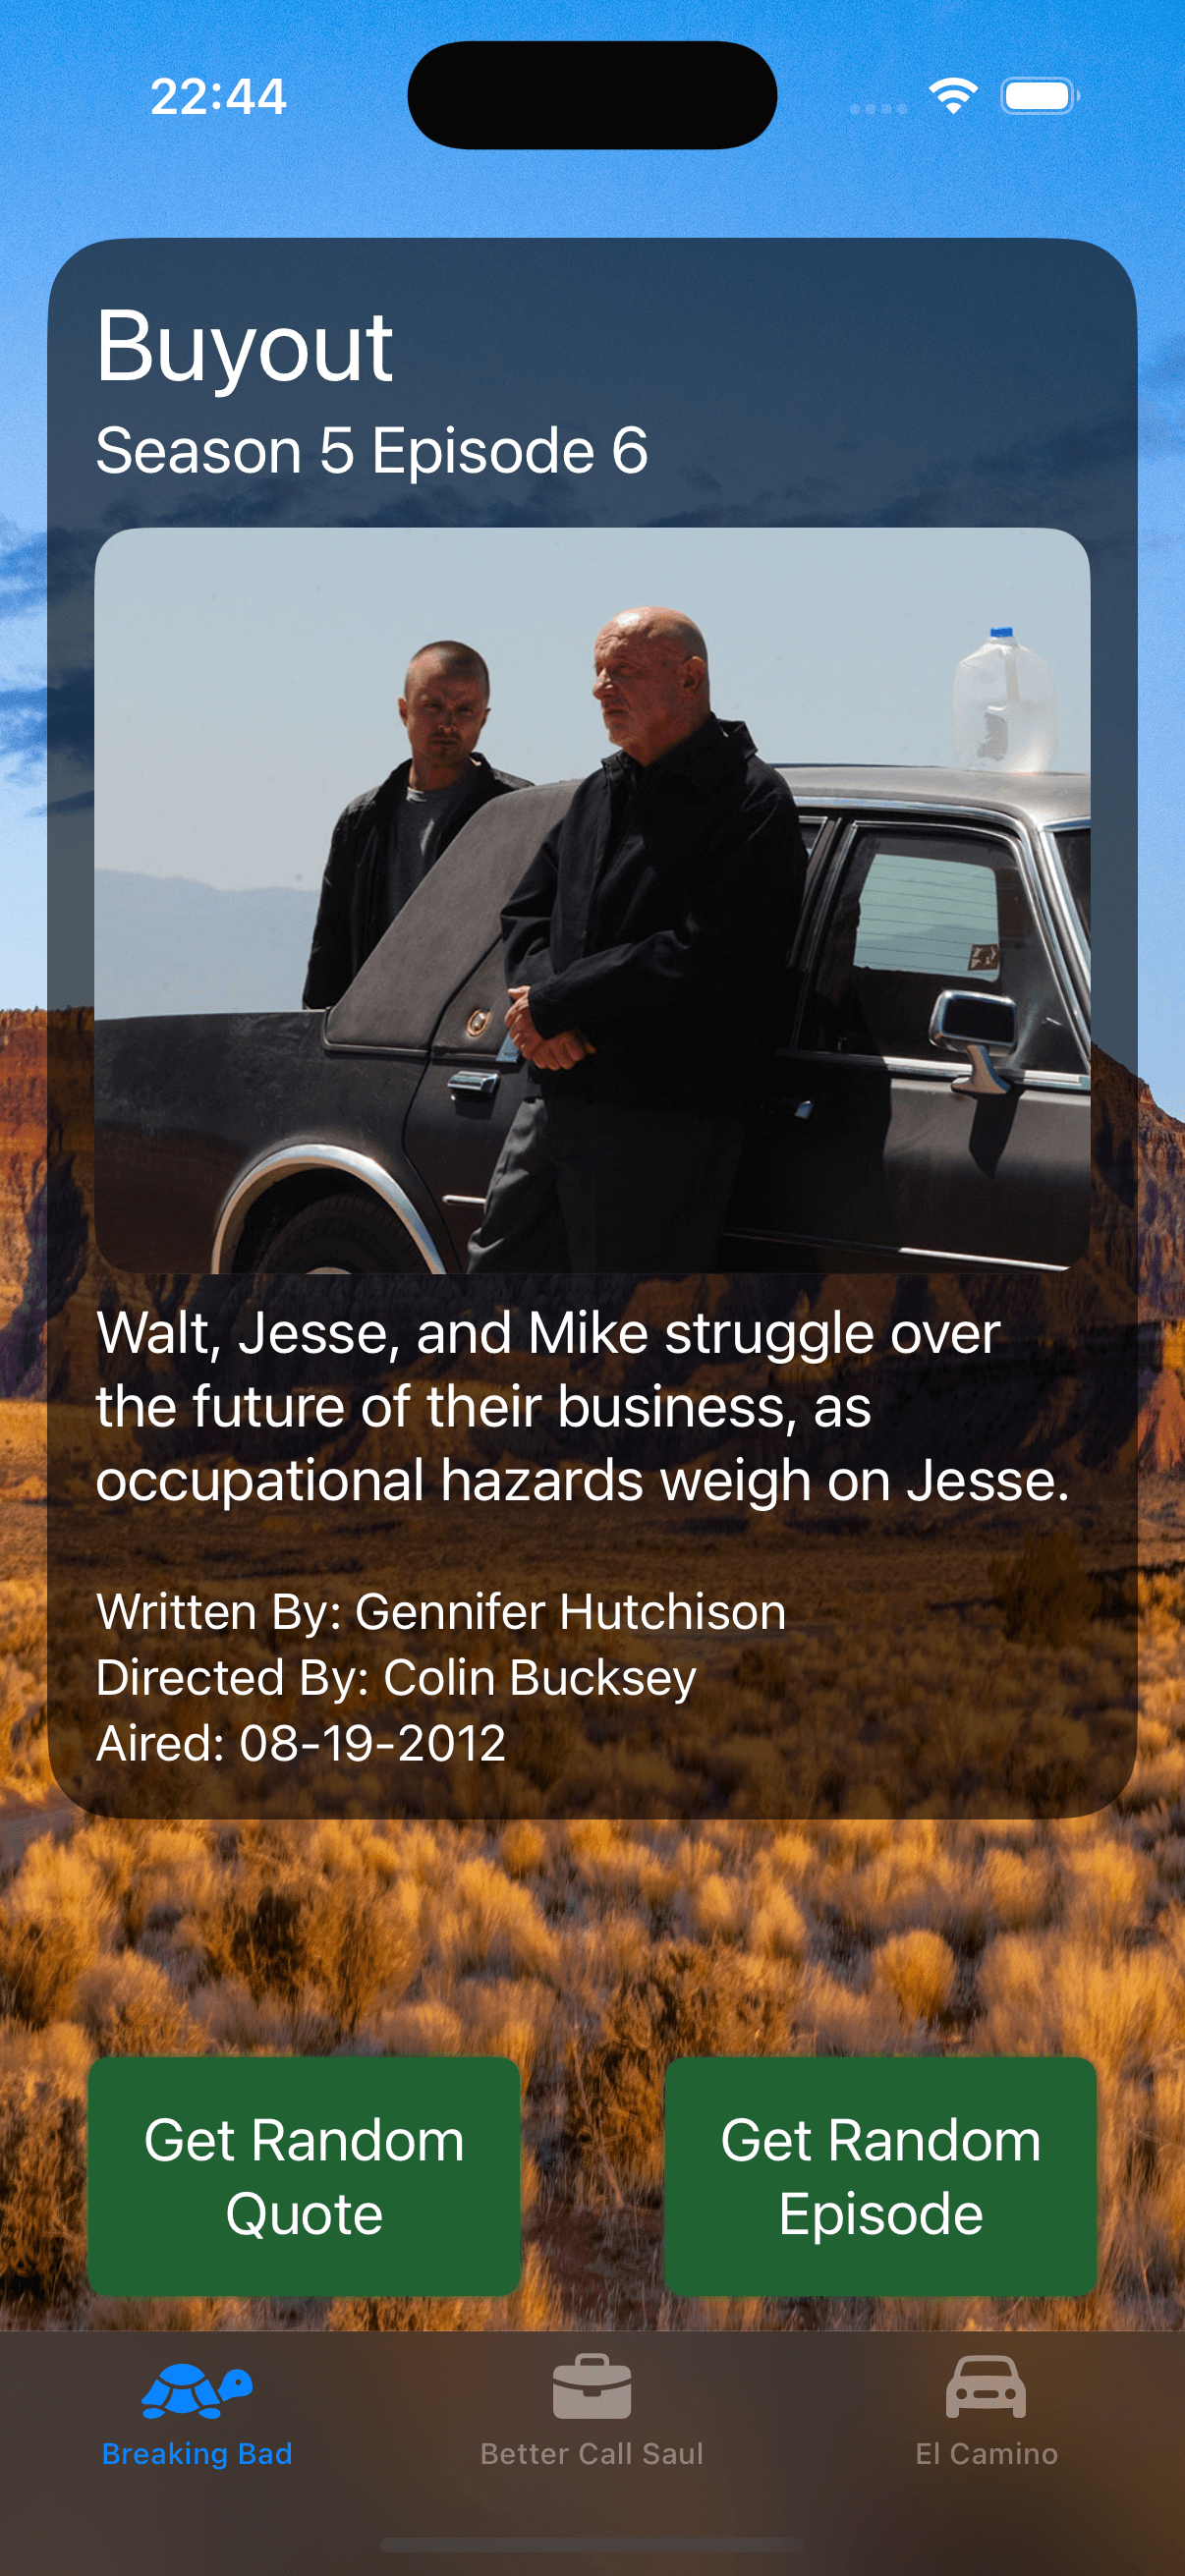 22:44
Buyout
Season 5 Episode 6
Walt, Jesse, and Mike struggle over
the future of their business, as
occupational hazards weigh on Jesse.
Written By: Gennifer Hutchison
Directed By: Colin Bucksey
Aired: 08-19-2012
Get Random
Quote
Get Random
Episode
Breaking Bad
Better Call Saul
El Camino